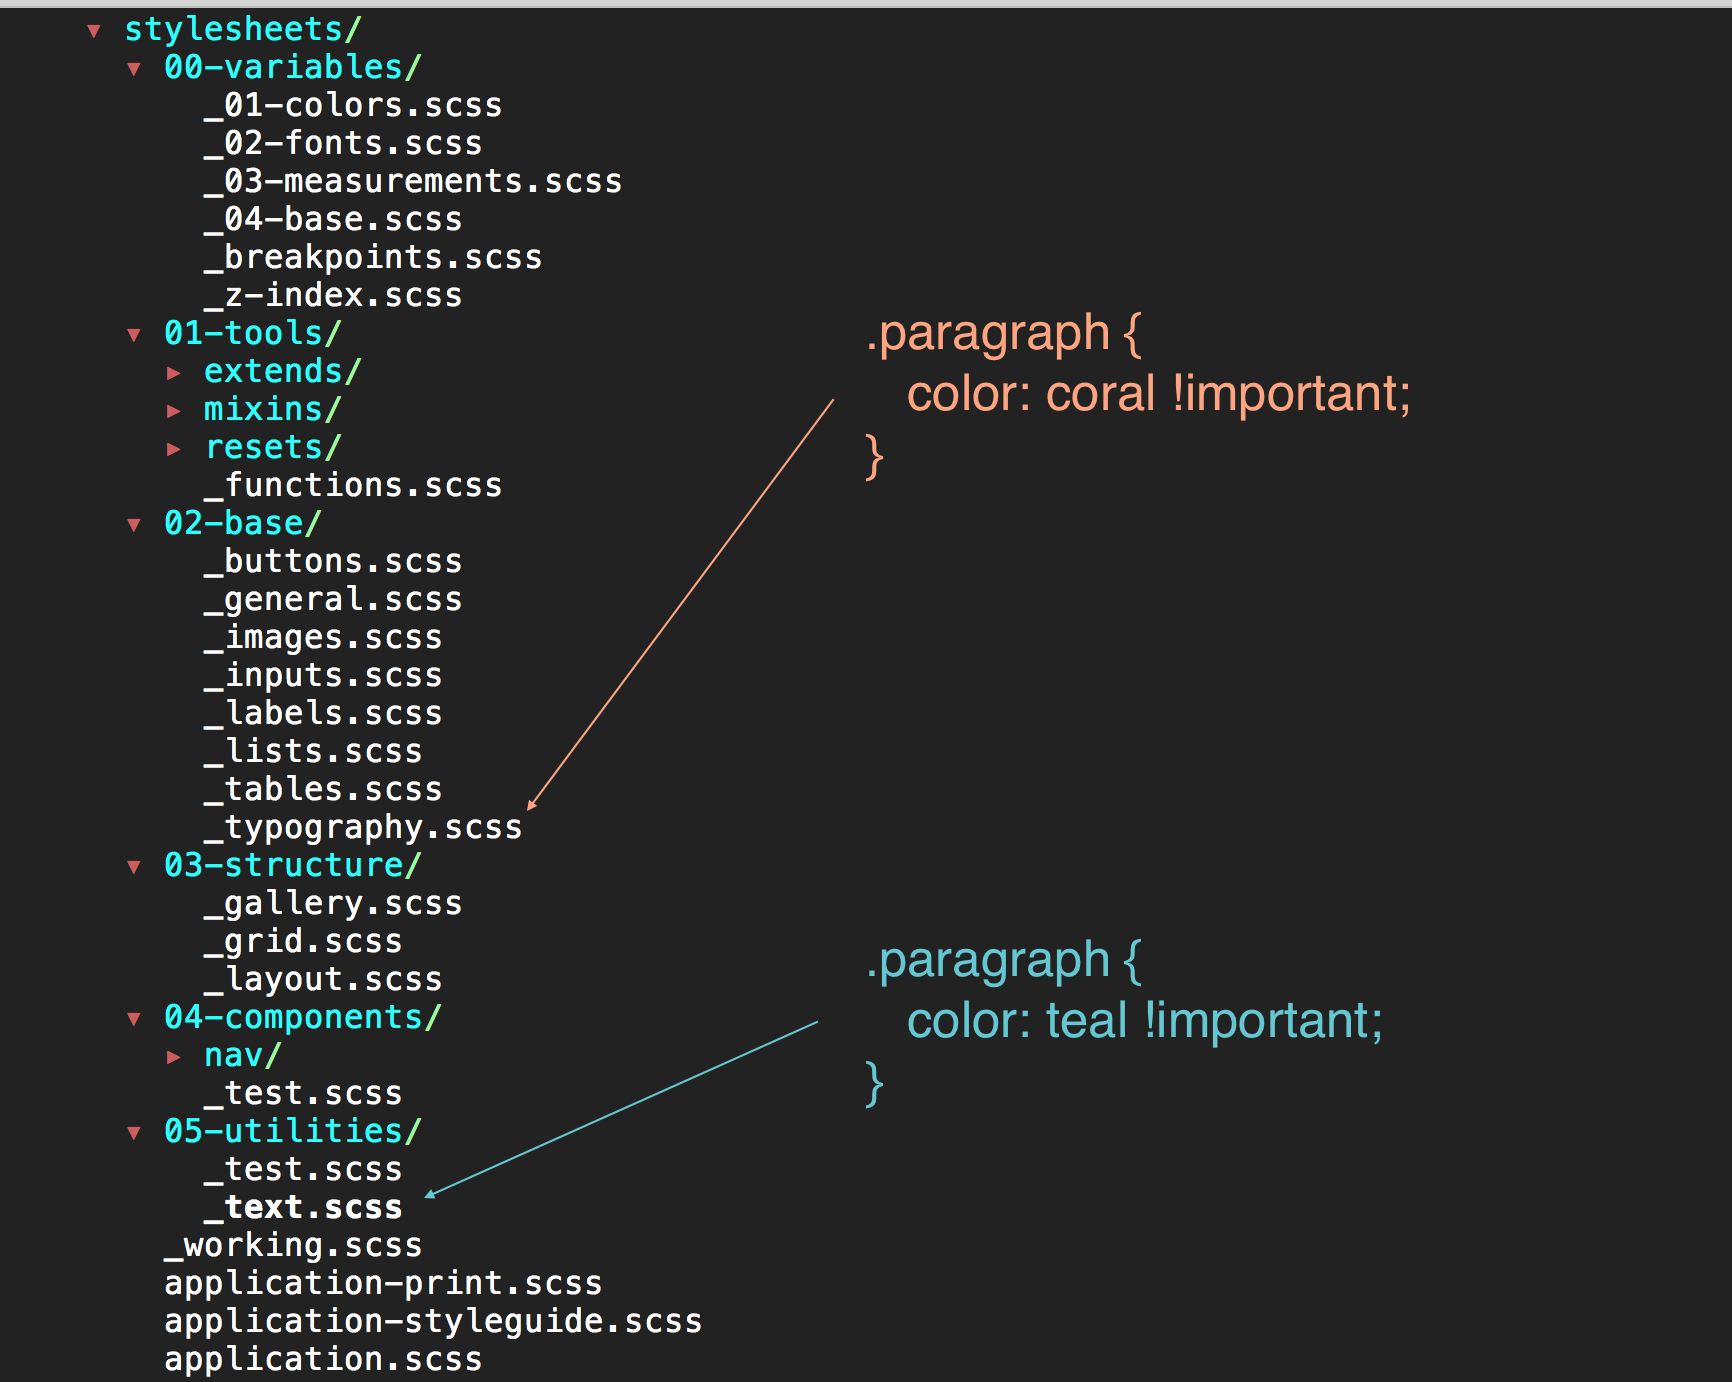 ▼ stylesheets/
▼ 00-variables/
_01-colors.scss
_02-fonts.scss
_03-measurements.scss
_04-base.scss
_breakpoints.scss
_z-index.scss
▼ 01-tools/
▶ extends/
▶ mixins/
▶ resets/
_functions.scss
▼ 02-base/
_buttons.scss
_general.scss
_images.scss
_inputs.scss
_labels.scss
_lists.scss
_tables.scss
_typography.scss
▼ 03-structure/
_gallery.scss
_grid.scss
_layout.scss
▼ 04-components/
▶ nav/
_test.scss
▼ 05-utilities/
_test.scss
_text.scss
_working.scss
application-print.scss
application-styleguide.scss
application.scss
.paragraph {
color: coral !important;
}
.paragraph {
color: teal !important;
}